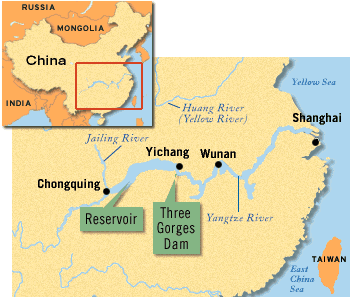 RUSSIA
MONGOLIA
China
INDIA
Yellow Sea
Huang River
(Yellow River)
Shanghai
Jailing River
Yichang
Wunan
Chongquing
Reservoir
Three
Gorges
Dam
Yangtze River
TAIWAN
East
China
Sea